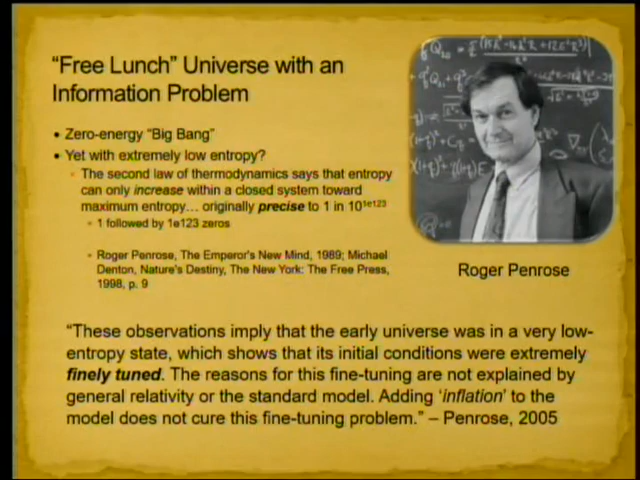 “Free Lunch” Universe with an
Information Problem
• Zero-energy “Big Bang”
• Yet with extremely low entropy?
▫ The second law of thermodynamics says that entropy
can only increase within a closed system toward
maximum entropy… originally precise to 1 in 10^1e123
• 1 followed by 1e123 zeros
▫ Roger Penrose, The Emperor's New Mind, 1989; Michael
Denton, Nature's Destiny, The New York: The Free Press,
1998, p. 9
Roger Penrose
“These observations imply that the early universe was in a very low-
entropy state, which shows that its initial conditions were extremely
finely tuned. The reasons for this fine-tuning are not explained by
general relativity or the standard model. Adding ‘inflation’ to the
model does not cure this fine-tuning problem.” – Penrose, 2005